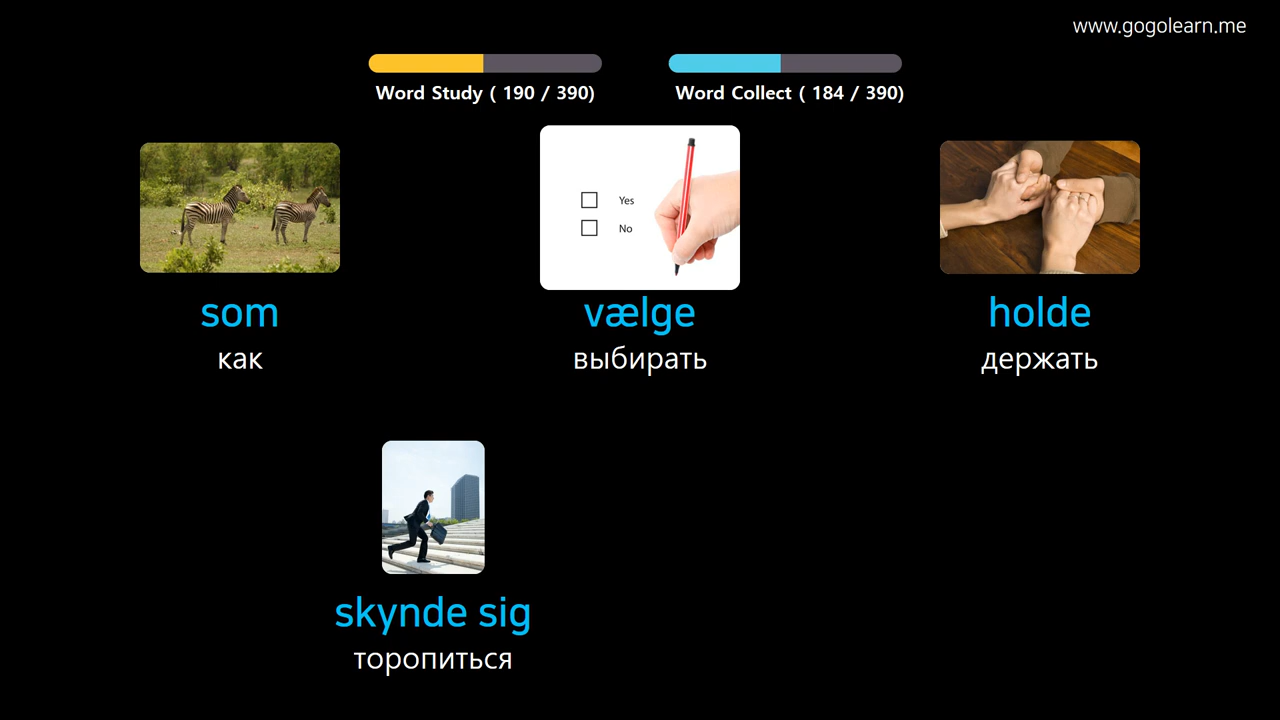 www.gogolearn.me
Word Study ( 190 / 390)
Word Collect ( 184 / 390)
Yes
No
som
как
vælge
выбирать
holde
держать
skynde sig
торопиться